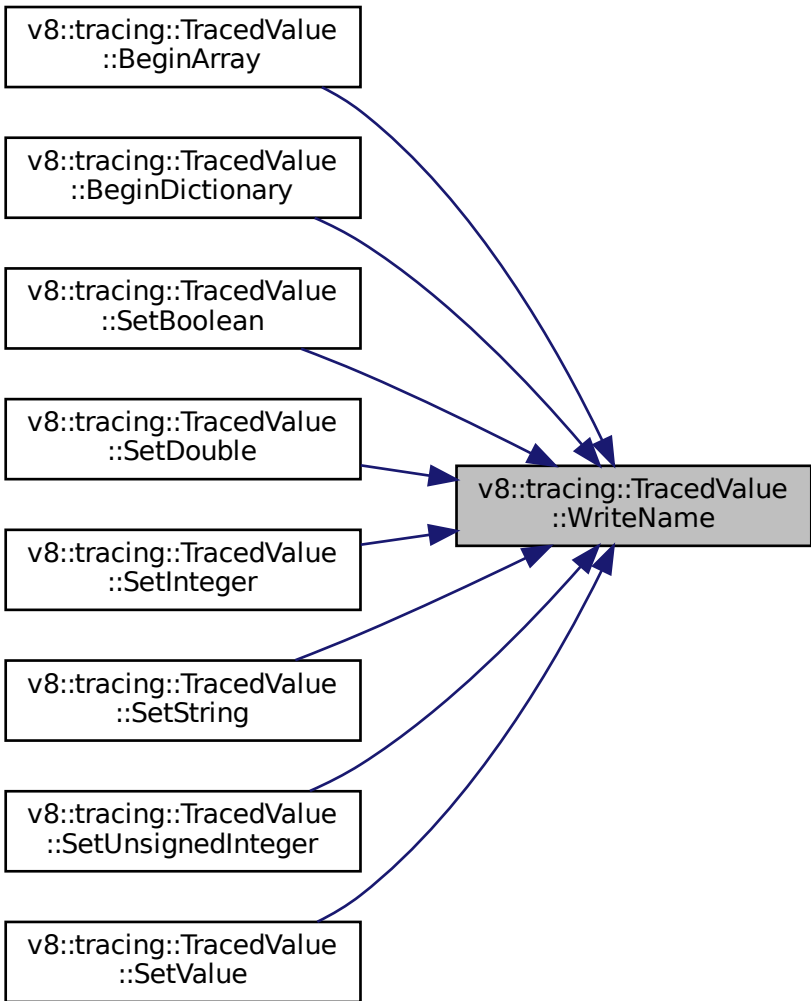 v8::tracing::TracedValue
::BeginArray
v8::tracing::TracedValue
::BeginDictionary
v8::tracing::TracedValue
::SetBoolean
v8::tracing::TracedValue
::SetDouble
v8::tracing::TracedValue
::WriteName
v8::tracing::TracedValue
::SetInteger
v8::tracing::TracedValue
::SetString
v8::tracing::TracedValue
::SetUnsignedInteger
v8::tracing::TracedValue
::SetValue